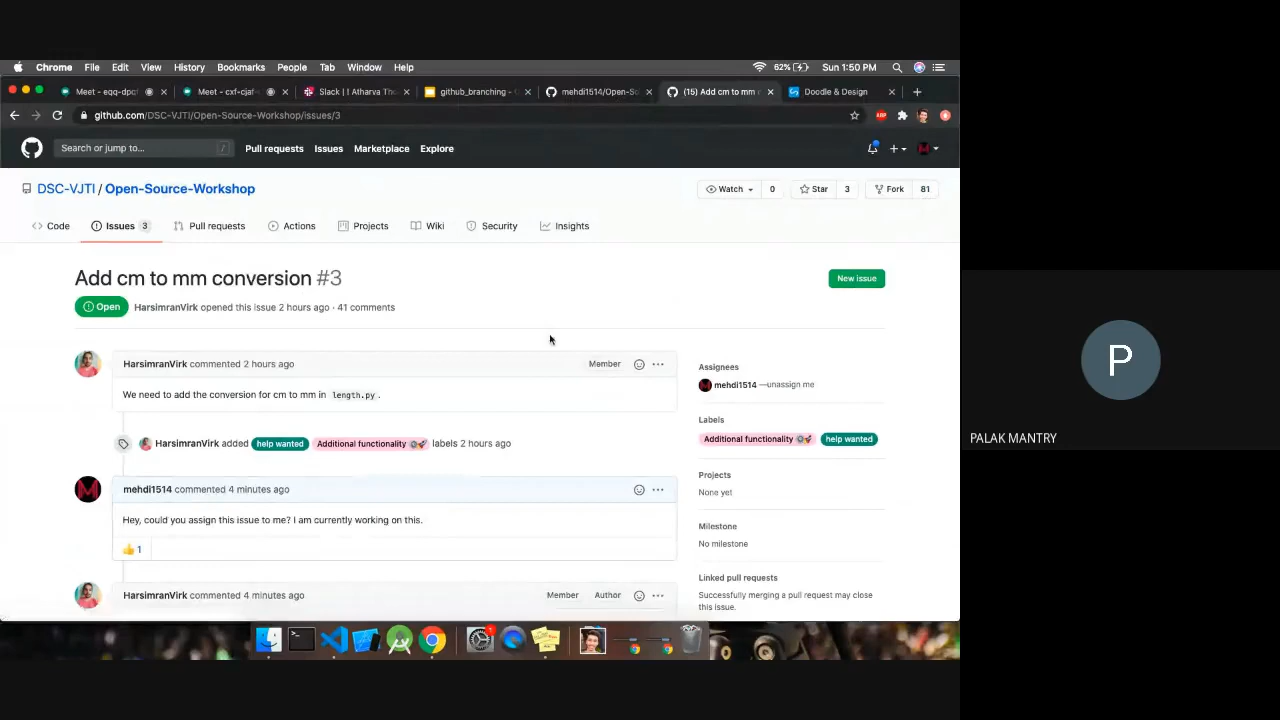 Chrome File Edit View History Bookmarks People Tab Window Help 62% Sun 1:50 PM
Meet - eqq-dpq Meet - cxf-cjaf- Slack | I Atharva Tho github_branching - mehdi1514/Open-So (15) Add cm to mm Doodle & Design
github.com/DSC-VJTI/Open-Source-Workshop/issues/3
Search or jump to... / Pull requests Issues Marketplace Explore
DSC-VJTI / Open-Source-Workshop Watch 0 Star 3 Fork 81
Code Issues 3 Pull requests Actions Projects Wiki Security Insights
Add cm to mm conversion #3 New issue
Open HarsimranVirk opened this issue 2 hours ago · 41 comments
HarsimranVirk commented 2 hours ago Member
We need to add the conversion for cm to mm in length.py .
HarsimranVirk added help wanted Additional functionality labels 2 hours ago
mehdi1514 commented 4 minutes ago
Hey, could you assign this issue to me? I am currently working on this.
👍 1
HarsimranVirk commented 4 minutes ago Member Author
Assignees
mehdi1514 —unassign me
Labels
Additional functionality help wanted
Projects
None yet
Milestone
No milestone
Linked pull requests
Successfully merging a pull request may close
this issue.
P
PALAK MANTRY